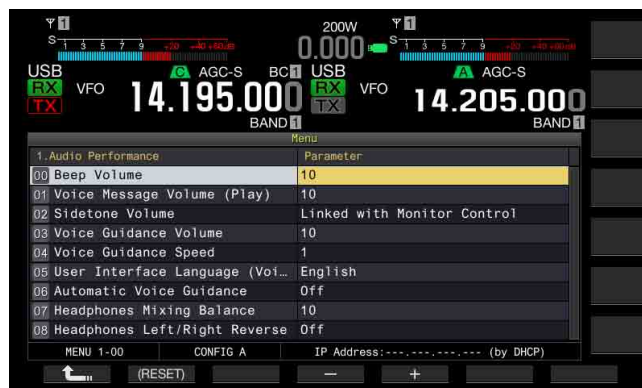 1 200W 1
S 1 3 5 7 9 +20 +40 +60dB 0.000 S 1 3 5 7 9 +20 +40 +60dB
USB C AGC-S BC1 USB A AGC-S
RX VFO 14.195.000 RX VFO 14.205.000
TX TX
BAND 1 BAND 1
Menu
1.Audio Performance Parameter
00 Beep Volume 10
01 Voice Message Volume (Play) 10
02 Sidetone Volume Linked with Monitor Control
03 Voice Guidance Volume 10
04 Voice Guidance Speed 1
05 User Interface Language (Voi… English
06 Automatic Voice Guidance Off
07 Headphones Mixing Balance 10
08 Headphones Left/Right Reverse Off
MENU 1-00 CONFIG A IP Address:---.---.---.--- (by DHCP)
(RESET) − +